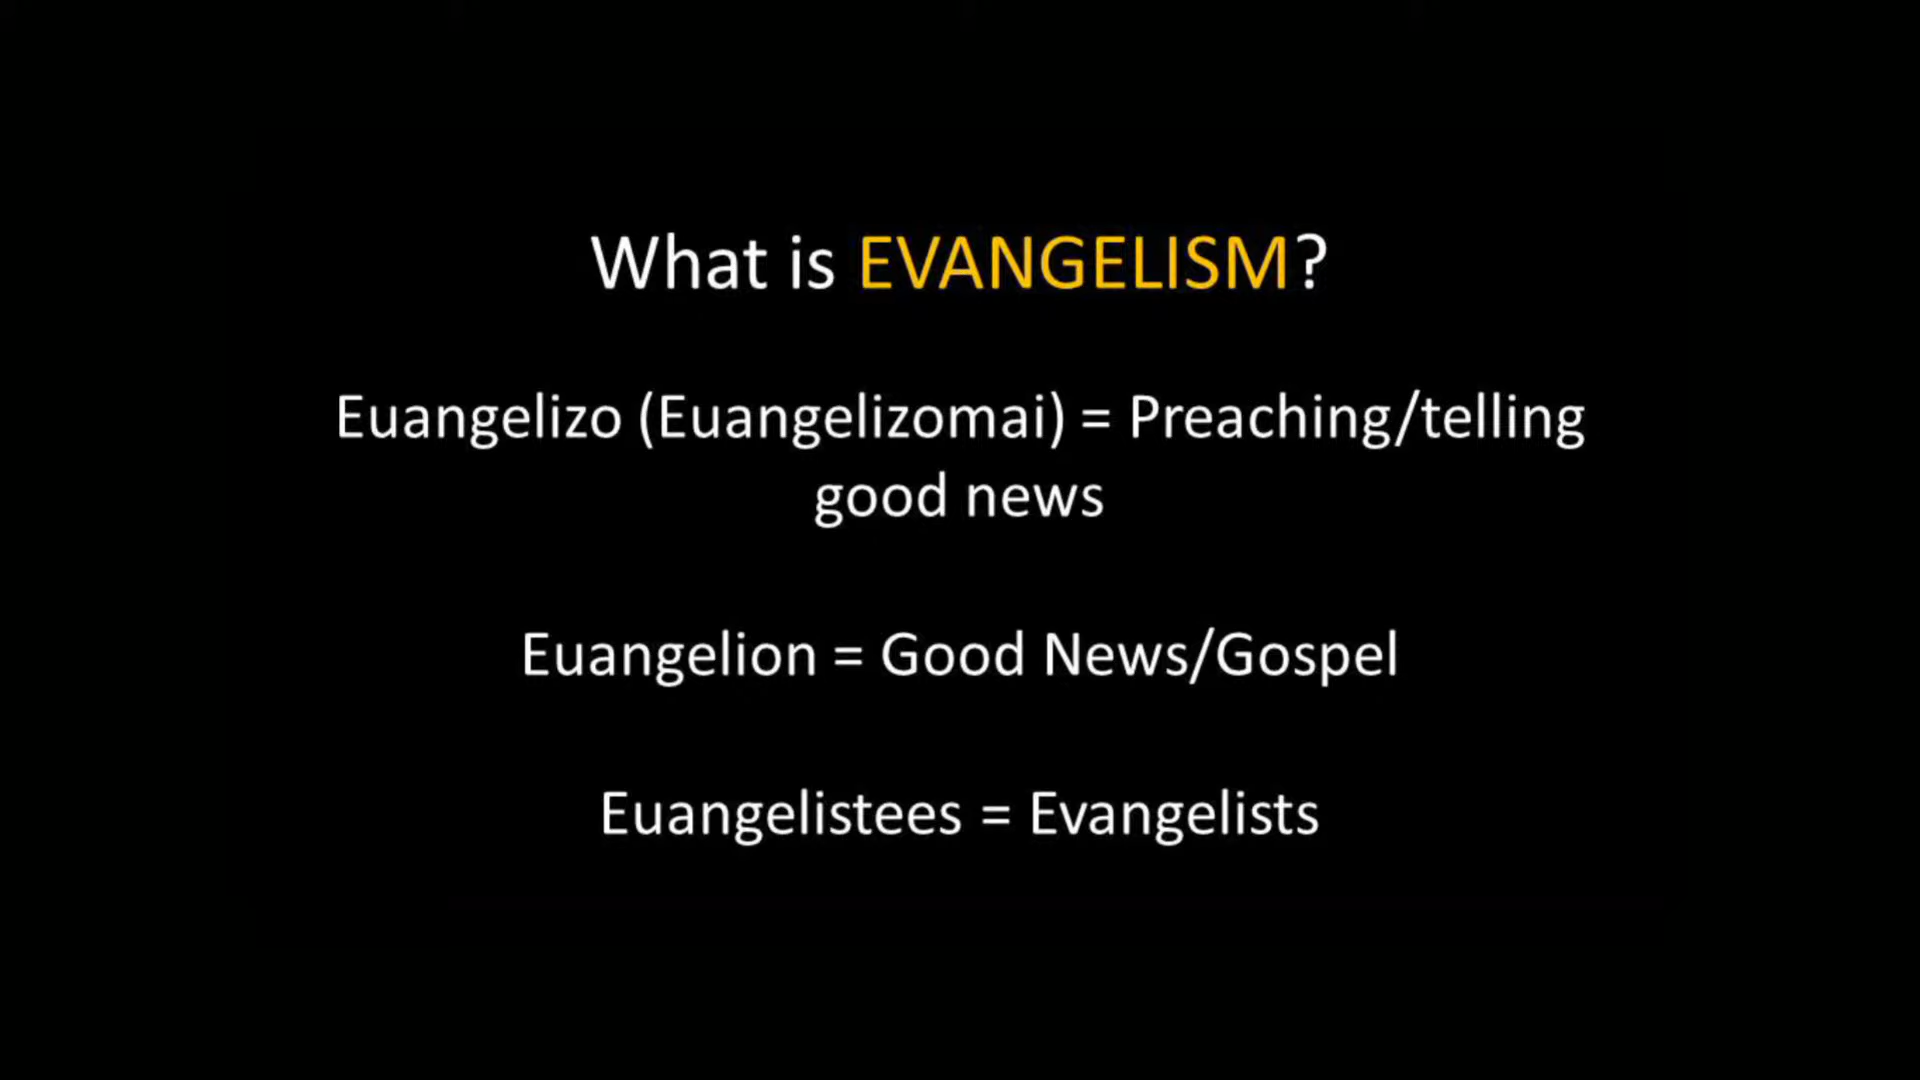 What is EVANGELISM?
Euangelizo (Euangelizomai) = Preaching/telling
good news
Euangelion = Good News/Gospel
Euangelistees = Evangelists